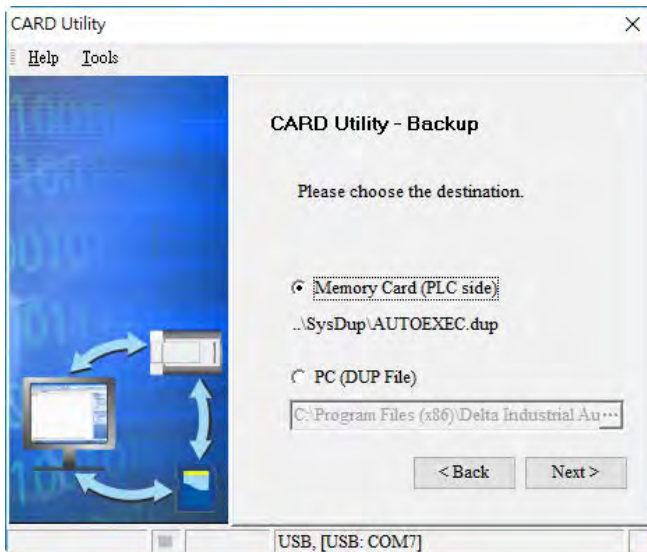 CARD Utility
Help Tools
CARD Utility - Backup
Please choose the destination.
Memory Card (PLC side)
..\SysDup\AUTOEXEC.dup
PC (DUP File)
C:\Program Files (x86)\Delta Industrial Au...
< Back Next >
USB, [USB: COM7]